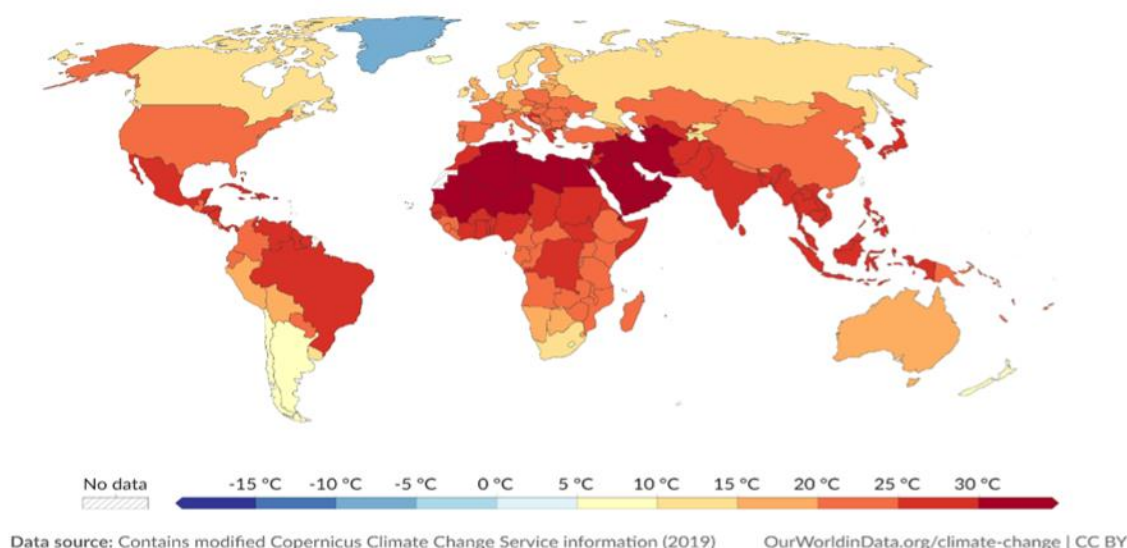 No data -15 °C -10 °C -5 °C 0 °C 5 °C 10 °C 15 °C 20 °C 25 °C 30 °C
Data source: Contains modified Copernicus Climate Change Service information (2019) OurWorldinData.org/climate-change | CC BY